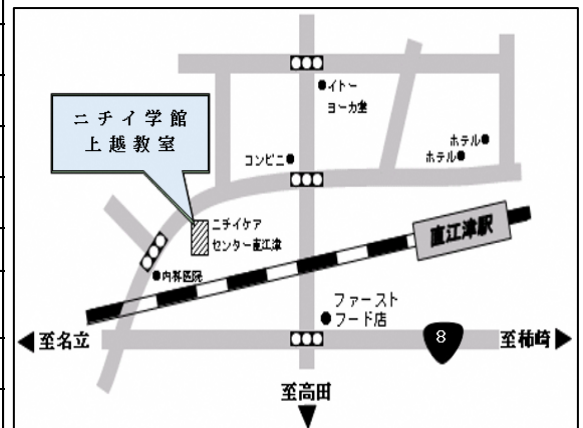 イトー
ヨーカ堂
ニチイ学館
上越教室
コンビニ
ホテル
ホテル
ニチイケア
センター直江津
直江津駅
内科医院
ファースト
フード店
至名立
8
至柿崎
至高田